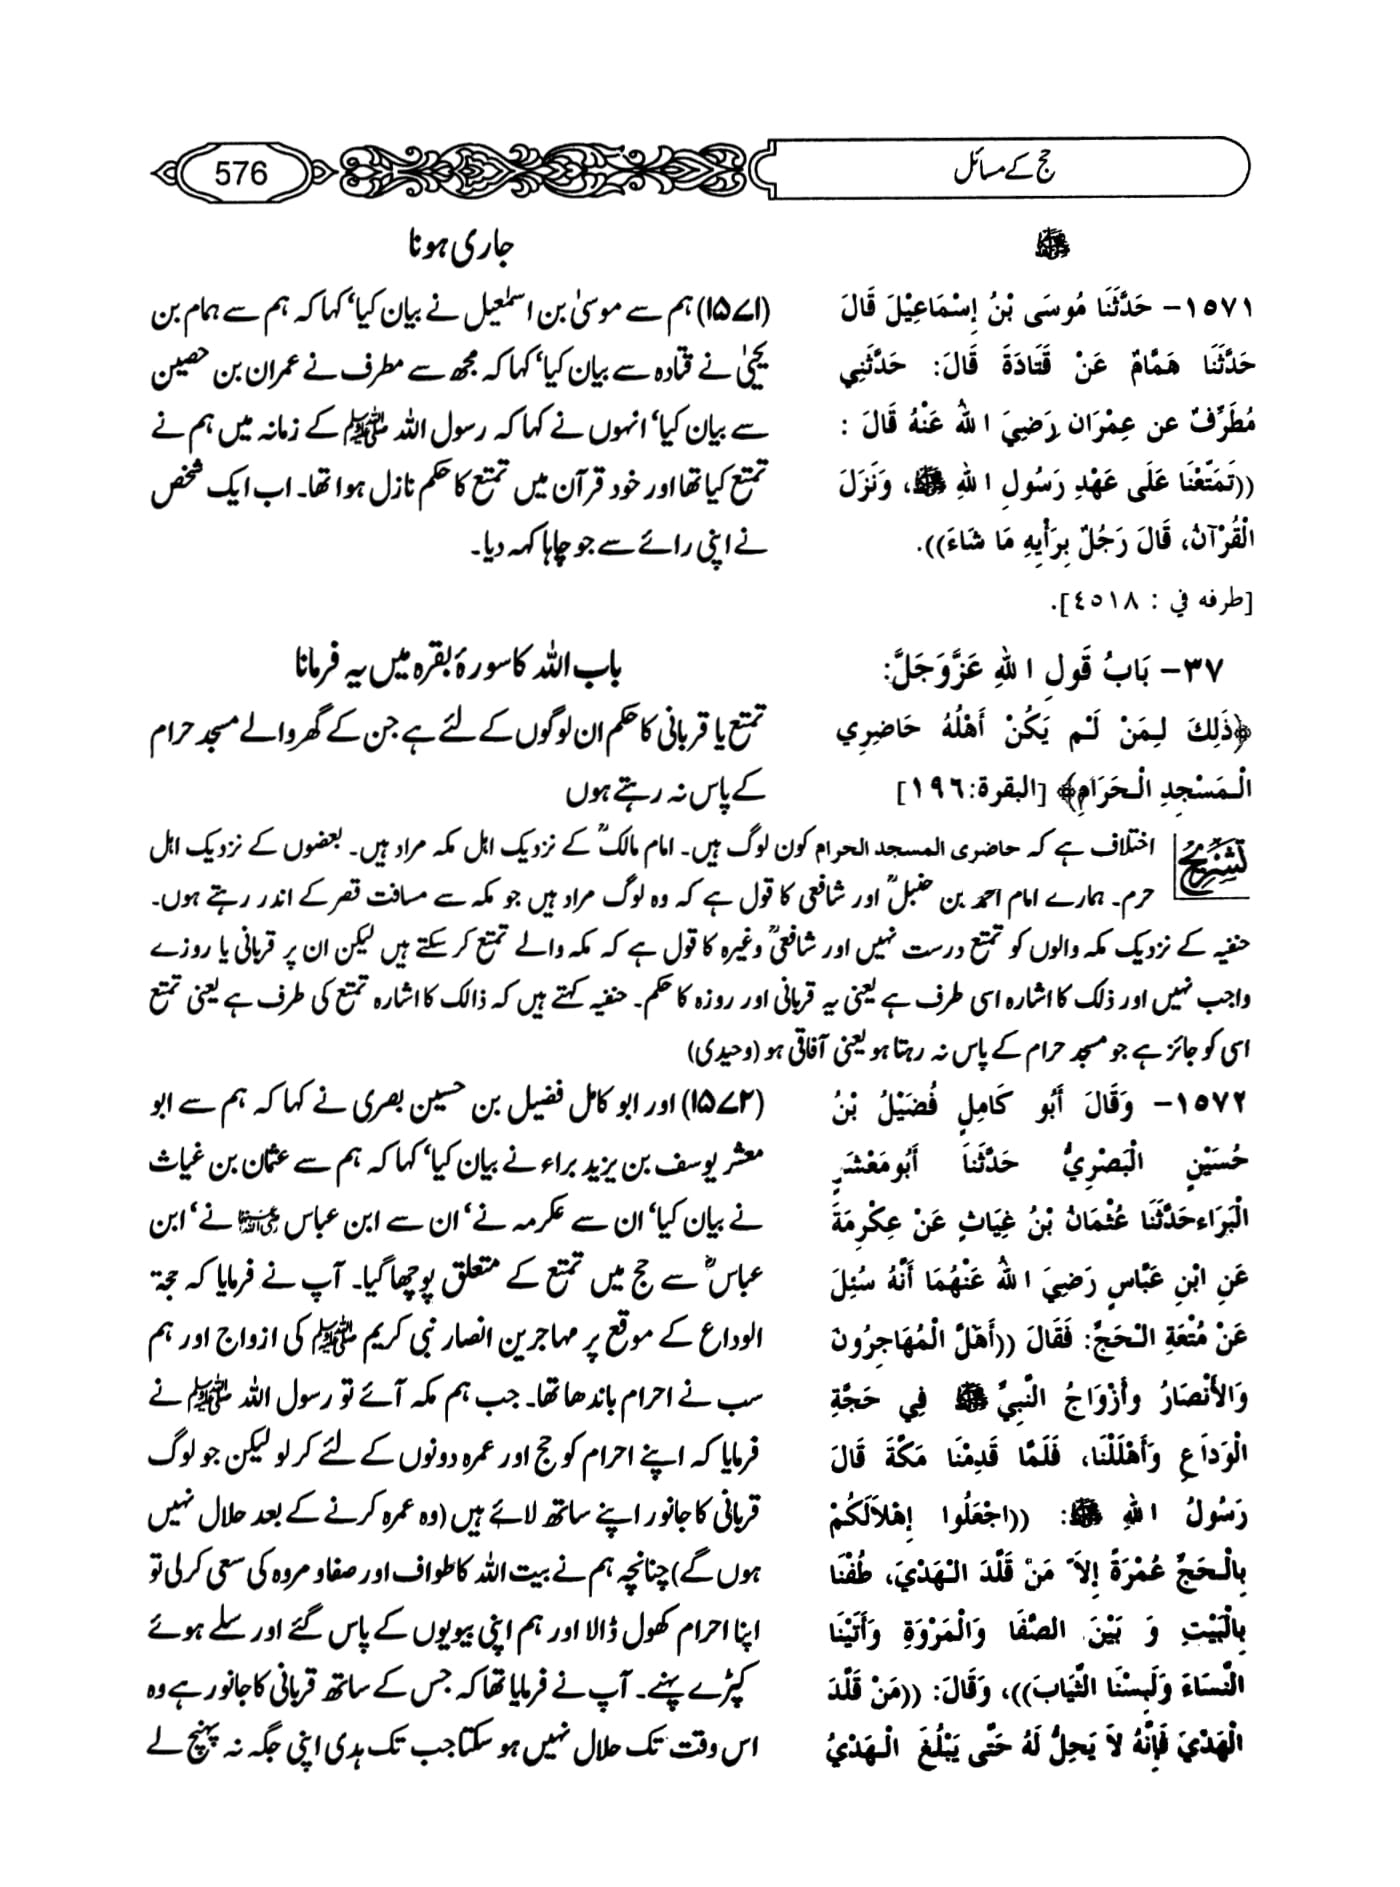 576
حج کے مسائل
ﷺ
١٥٧١- حَدَّثَنَا مُوسَى بْنُ إِسْمَاعِيْلَ قَالَ
حَدَّثَنَا هَمَّامٌ عَنْ قَتَادَةَ قَالَ: حَدَّثَنِي
مُطَرِّفٌ عن عِمْرَان رَضِيَ اللهُ عَنْهُ قَالَ :
((تَمَتَّعْنَا عَلَى عَهْدِ رَسُولِ اللهِ ﷺ، وَنَزَلَ
الْقُرْآنُ، قَالَ رَجُلٌ بِرَأْيِهِ مَا شَاءَ)).
[طرفه في : ٤٥١٨].
جاری ہونا
(۱۵۷۱) ہم سے موسیٰ بن اسمٰعیل نے بیان کیا' کہا کہ ہم سے ہمام بن
یحیٰی نے قتادہ سے بیان کیا' کہا کہ مجھ سے مطرف نے عمران بن حصین
سے بیان کیا' انہوں نے کہا کہ رسول اللہ ﷺ کے زمانہ میں ہم نے
تمتع کیا تھا اور خود قرآن میں تمتع کا حکم نازل ہوا تھا۔ اب ایک شخص
نے اپنی رائے سے جو چاہا کہہ دیا۔
٣٧- بَابُ قَولِ اللهِ عَزَّوَجَلَّ:
﴿ذَلِكَ لِمَنْ لَمْ يَكُنْ أَهْلُهُ حَاضِرِي
الْمَسْجِدِ الْحَرَامِ﴾ [البقرة:١٩٦]
باب اللہ کا سورۂ بقرہ میں یہ فرمانا
تمتع یا قربانی کا حکم ان لوگوں کے لئے ہے جن کے گھر والے مسجد حرام
کے پاس نہ رہتے ہوں
تشریح اختلاف ہے کہ حاضری المسجد الحرام کون لوگ ہیں۔ امام مالکؒ کے نزدیک اہل مکہ مراد ہیں۔ بعضوں کے نزدیک اہل
حرم۔ ہمارے امام احمد بن حنبلؒ اور شافعی کا قول ہے کہ وہ لوگ مراد ہیں جو مکہ سے مسافت قصر کے اندر رہتے ہوں۔
حنفیہ کے نزدیک مکہ والوں کو تمتع درست نہیں اور شافعیؒ وغیرہ کا قول ہے کہ مکہ والے تمتع کر سکتے ہیں لیکن ان پر قربانی یا روزے
واجب نہیں اور ذلک کا اشارہ اسی طرف ہے یعنی یہ قربانی اور روزہ کا حکم۔ حنفیہ کہتے ہیں کہ ذالک کا اشارہ تمتع کی طرف ہے یعنی تمتع
اسی کو جائز ہے جو مسجد حرام کے پاس نہ رہتا ہو یعنی آفاقی ہو (وحیدی)
١٥٧٢- وَقَالَ أَبُو كَامِلٍ فُضَيْلُ بْنُ
حُسَيْنٍ الْبَصْرِيُّ حَدَّثَنَا أَبُومَعْشَرٍ
الْبَرَاءحَدَّثَنَا عُثْمَانُ بْنُ غِيَاثٍ عَنْ عِكْرِمَةَ
عَنِ ابْنِ عَبَّاسٍ رَضِيَ اللهُ عَنْهُمَا أَنَّهُ سُئِلَ
عَنْ مُتْعَةِ الْحَجِّ: فَقَالَ ((أَهَلَّ الْمُهَاجِرُونَ
وَالأَنْصَارُ وأَزْوَاجُ النَّبِيِّ ﷺ فِي حَجَّةِ
الْوَدَاعِ وَأَهْلَلْنَا، فَلَمَّا قَدِمْنَا مَكَّةَ قَالَ
رَسُولُ اللهِ ﷺ: ((اجْعَلُوا إِهْلاَلَكُمْ
بِالْحَجِّ عُمْرَةً إِلاَّ مَنْ قَلَّدَ الْهَدْيَ، طُفْنَا
بِالْبَيْتِ وَ بَيْنَ الصَّفَا وَالْمَرْوَةِ وَأَتَيْنَا
النِّسَاءَ وَلَبِسْنَا الثِّيَابَ))، وَقَالَ: ((مَنْ قَلَّدَ
الْهَدْيَ فَإِنَّهُ لاَ يَحِلُّ لَهُ حَتَّى يَبْلُغَ الْهَدْيُ
(۱۵۷۲) اور ابو کامل فضیل بن حسین بصری نے کہا کہ ہم سے ابو
معشر یوسف بن یزید براء نے بیان کیا' کہا کہ ہم سے عثمان بن غیاث
نے بیان کیا' ان سے عکرمہ نے' ان سے ابن عباس رضی اللہ عنہما نے' ابن
عباسؓ سے حج میں تمتع کے متعلق پوچھا گیا۔ آپ نے فرمایا کہ حجۃ
الوداع کے موقع پر مہاجرین انصار نبی کریم ﷺ کی ازواج اور ہم
سب نے احرام باندھا تھا۔ جب ہم مکہ آئے تو رسول اللہ ﷺ نے
فرمایا کہ اپنے احرام کو حج اور عمرہ دونوں کے لئے کر لو لیکن جو لوگ
قربانی کا جانور اپنے ساتھ لائے ہیں (وہ عمرہ کرنے کے بعد حلال نہیں
ہوں گے) چنانچہ ہم نے بیت اللہ کا طواف اور صفا و مروہ کی سعی کر لی تو
اپنا احرام کھول ڈالا اور ہم اپنی بیویوں کے پاس گئے اور سلے ہوئے
کپڑے پہنے۔ آپ نے فرمایا تھا کہ جس کے ساتھ قربانی کا جانور ہے وہ
اس وقت تک حلال نہیں ہو سکتا جب تک ہدی اپنی جگہ نہ پہنچ لے